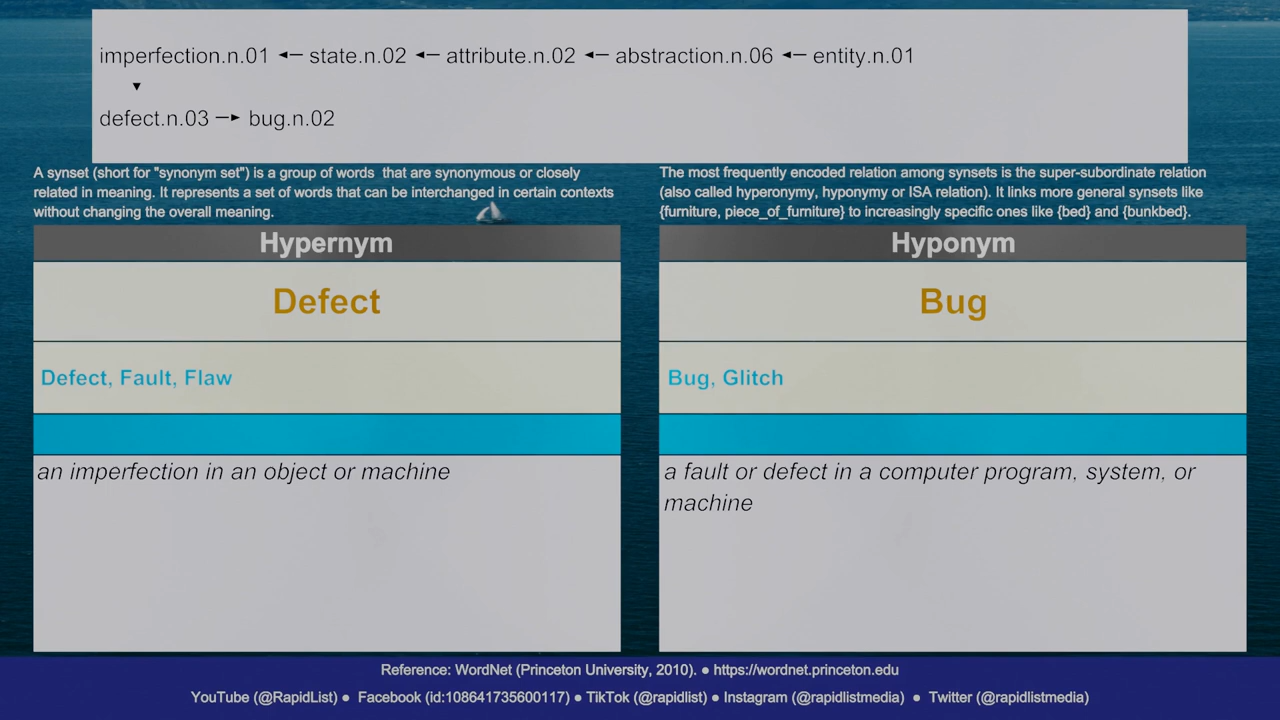 imperfection.n.01 ◄— state.n.02 ◄— attribute.n.02 ◄— abstraction.n.06 ◄— entity.n.01
▼
defect.n.03 —► bug.n.02
A synset (short for "synonym set") is a group of words that are synonymous or closely
related in meaning. It represents a set of words that can be interchanged in certain contexts
without changing the overall meaning.
The most frequently encoded relation among synsets is the super-subordinate relation
(also called hyperonymy, hyponymy or ISA relation). It links more general synsets like
{furniture, piece_of_furniture} to increasingly specific ones like {bed} and {bunkbed}.
Hypernym
Defect
Defect, Fault, Flaw
an imperfection in an object or machine
Hyponym
Bug
Bug, Glitch
a fault or defect in a computer program, system, or
machine
Reference: WordNet (Princeton University, 2010). ● https://wordnet.princeton.edu
YouTube (@RapidList) ● Facebook (id:108641735600117) ● TikTok (@rapidlist) ● Instagram (@rapidlistmedia) ● Twitter (@rapidlistmedia)